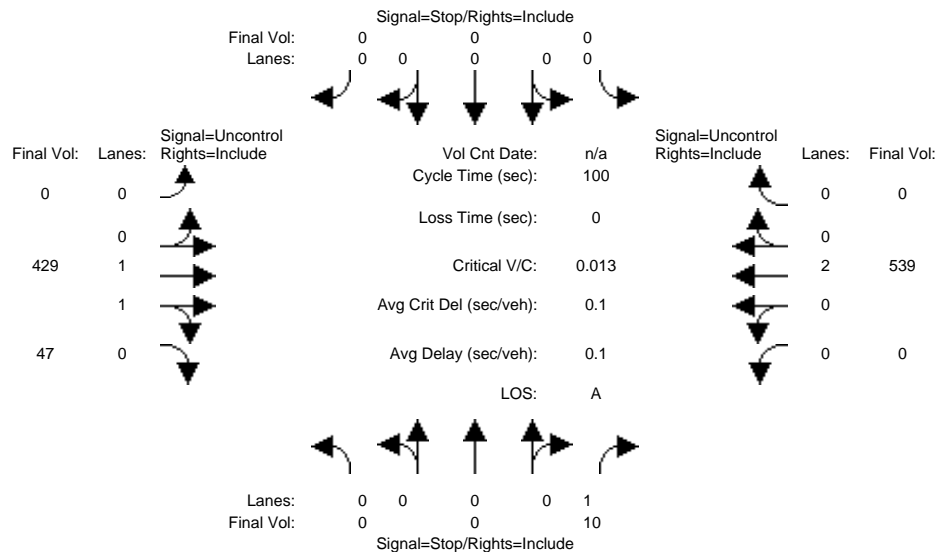 Signal=Stop/Rights=Include
Final Vol: 0 0 0
Lanes: 0 0 0 0 0
Signal=Uncontrol
Final Vol: Lanes: Rights=Include
0 0
0
429 1
1
47 0
Vol Cnt Date: n/a
Cycle Time (sec): 100
Loss Time (sec): 0
Critical V/C: 0.013
Avg Crit Del (sec/veh): 0.1
Avg Delay (sec/veh): 0.1
LOS: A
Signal=Uncontrol
Rights=Include Lanes: Final Vol:
0 0
0
2 539
0
0 0
Lanes: 0 0 0 0 1
Final Vol: 0 0 10
Signal=Stop/Rights=Include